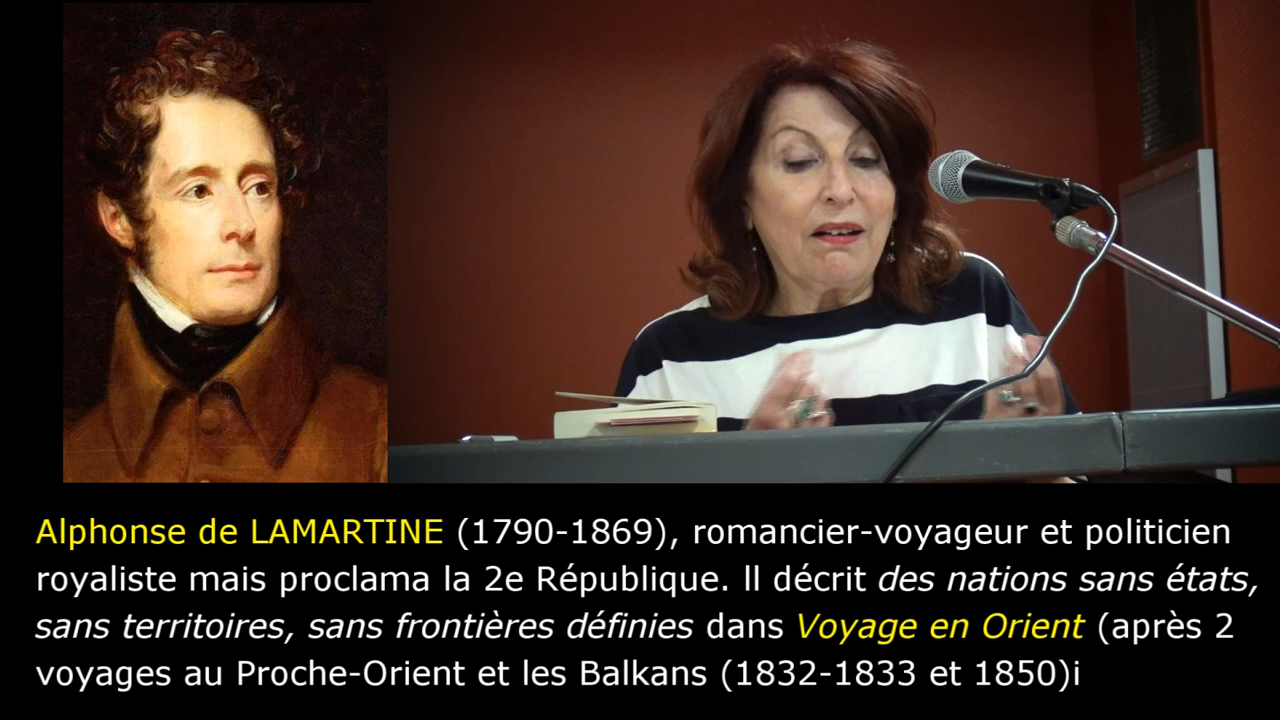 Alphonse de LAMARTINE (1790-1869), romancier-voyageur et politicien
royaliste mais proclama la 2e République. ll décrit des nations sans états,
sans territoires, sans frontières définies dans Voyage en Orient (après 2
voyages au Proche-Orient et les Balkans (1832-1833 et 1850)i